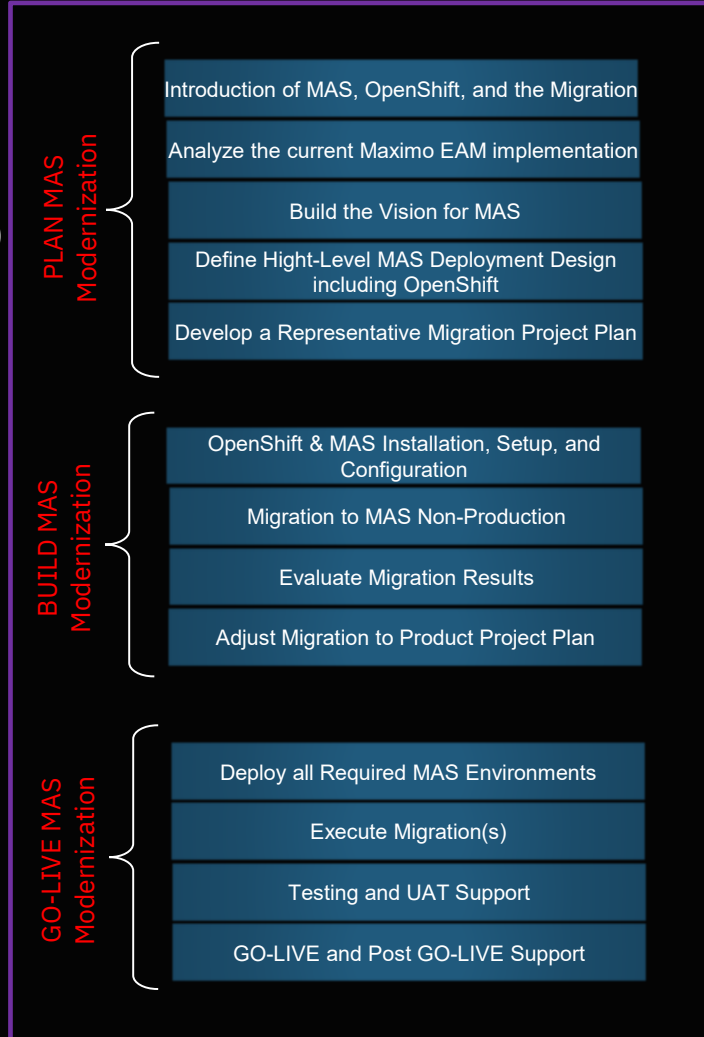 PLAN MAS
Modernization
Introduction of MAS, OpenShift, and the Migration
Analyze the current Maximo EAM implementation
Build the Vision for MAS
Define Hight-Level MAS Deployment Design
including OpenShift
Develop a Representative Migration Project Plan
BUILD MAS
Modernization
OpenShift & MAS Installation, Setup, and
Configuration
Migration to MAS Non-Production
Evaluate Migration Results
Adjust Migration to Product Project Plan
GO-LIVE MAS
Modernization
Deploy all Required MAS Environments
Execute Migration(s)
Testing and UAT Support
GO-LIVE and Post GO-LIVE Support